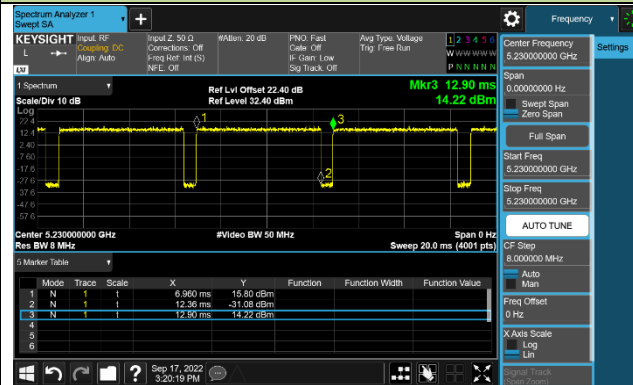 Spectrum Analyzer 1
Swept SA
Frequency
KEYSIGHT
L
Input: RF
Coupling: DC
Align: Auto
Input Z: 50 Ω
Corrections: Off
Freq Ref: Int (S)
NFE: Off
#Atten: 20 dB
PNO: Fast
Gate: Off
IF Gain: Low
Sig Track: Off
Avg Type: Voltage
Trig: Free Run
1 2 3 4 5 6
W W W W W W
P N N N N N
1 Spectrum
Scale/Div 10 dB
Ref Lvl Offset 22.40 dB
Ref Level 32.40 dBm
Mkr3 12.90 ms
14.22 dBm
Log
22.4
12.4
2.40
-7.60
-17.6
-27.6
-37.6
-47.6
-57.6
1
2
3
Center 5.230000000 GHz
Res BW 8 MHz
#Video BW 50 MHz
Span 0 Hz
Sweep 20.0 ms (4001 pts)
5 Marker Table
Mode Trace Scale X Y Function Function Width Function Value
1 N 1 t 6.960 ms 15.80 dBm
2 N 1 t 12.36 ms -31.08 dBm
3 N 1 t 12.90 ms 14.22 dBm
4
5
6
Sep 17, 2022
3:20:19 PM
Center Frequency
5.230000000 GHz
Settings
Span
0.00000000 Hz
Swept Span
Zero Span
Full Span
Start Freq
5.230000000 GHz
Stop Freq
5.230000000 GHz
AUTO TUNE
CF Step
8.000000 MHz
Auto
Man
Freq Offset
0 Hz
X Axis Scale
Log
Lin
Signal Track
(Span Zoom)